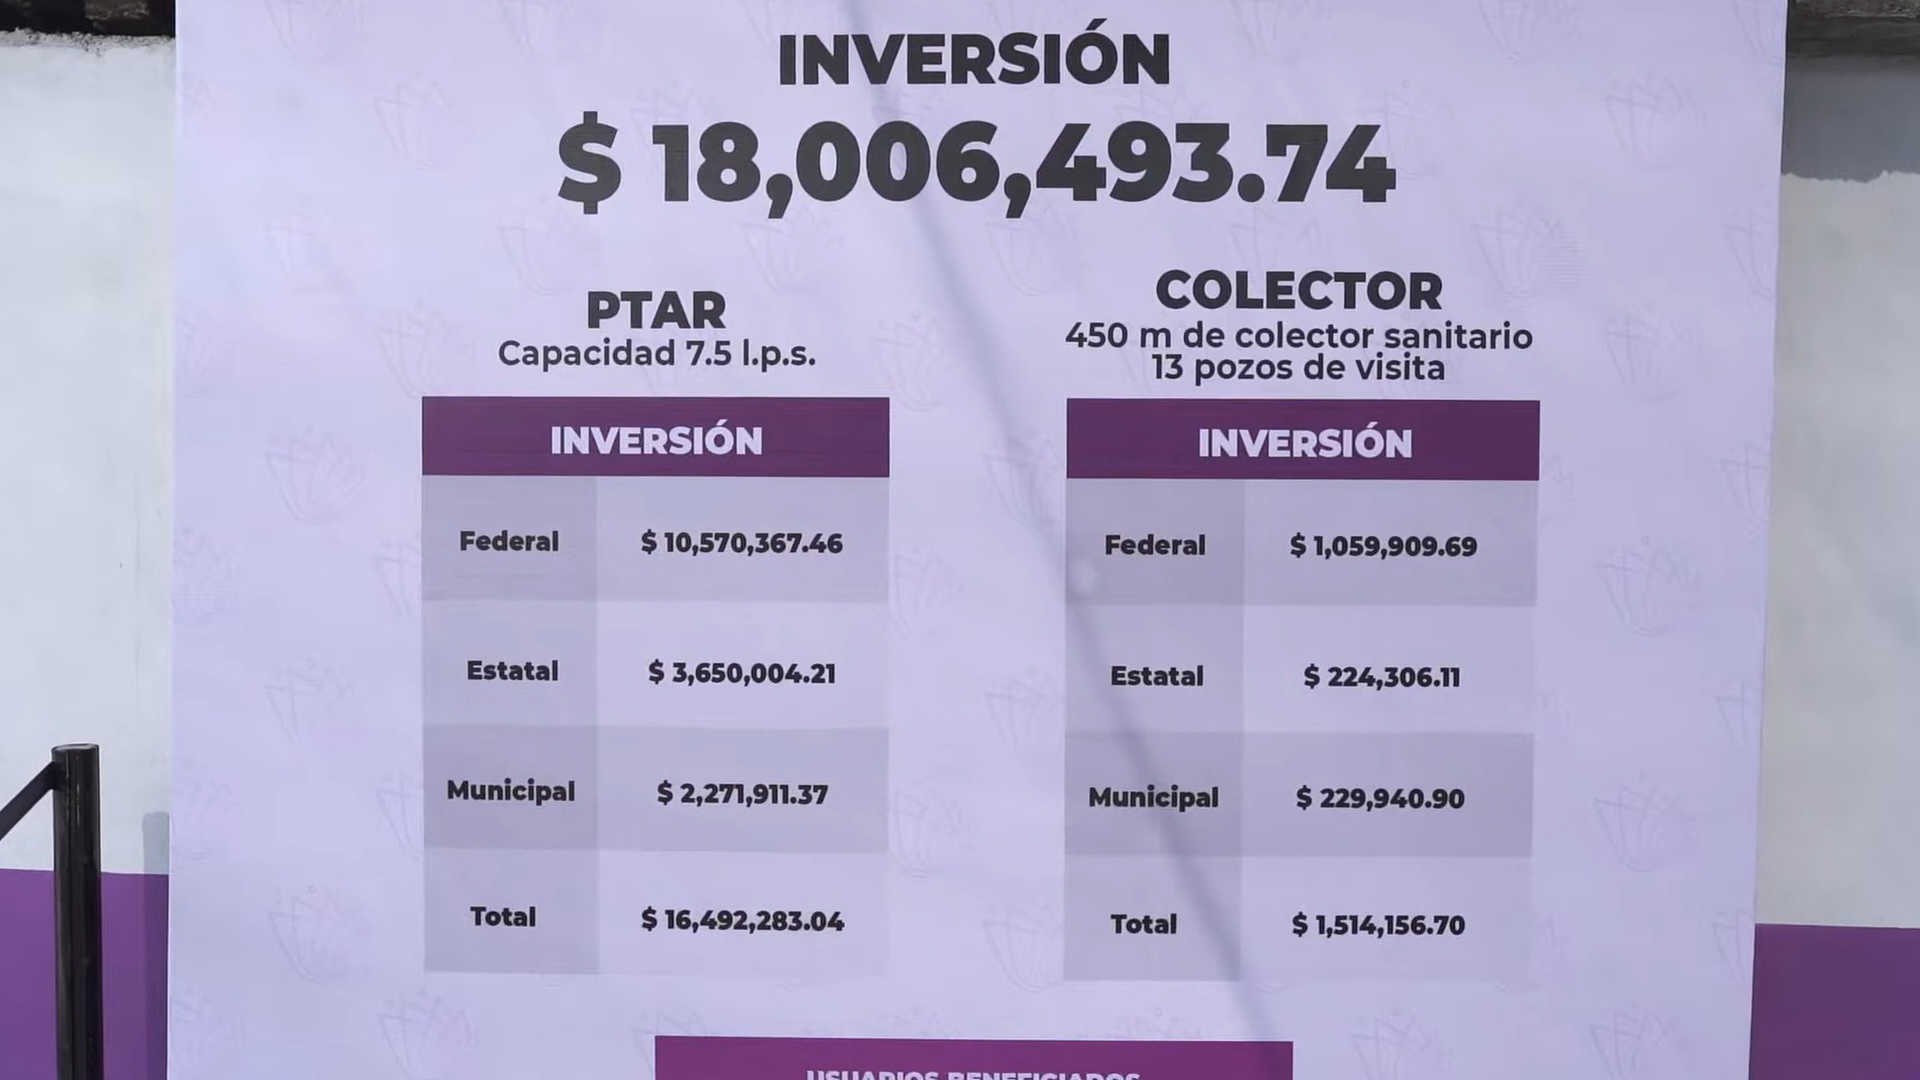 INVERSIÓN
$ 18,006,493.74
PTAR
Capacidad 7.5 l.p.s.
INVERSIÓN
Federal $ 10,570,367.46
Estatal $ 3,650,004.21
Municipal $ 2,271,911.37
Total $ 16,492,283.04
COLECTOR
450 m de colector sanitario
13 pozos de visita
INVERSIÓN
Federal $ 1,059,909.69
Estatal $ 224,306.11
Municipal $ 229,940.90
Total $ 1,514,156.70
USUARIOS BENEFICIADOS